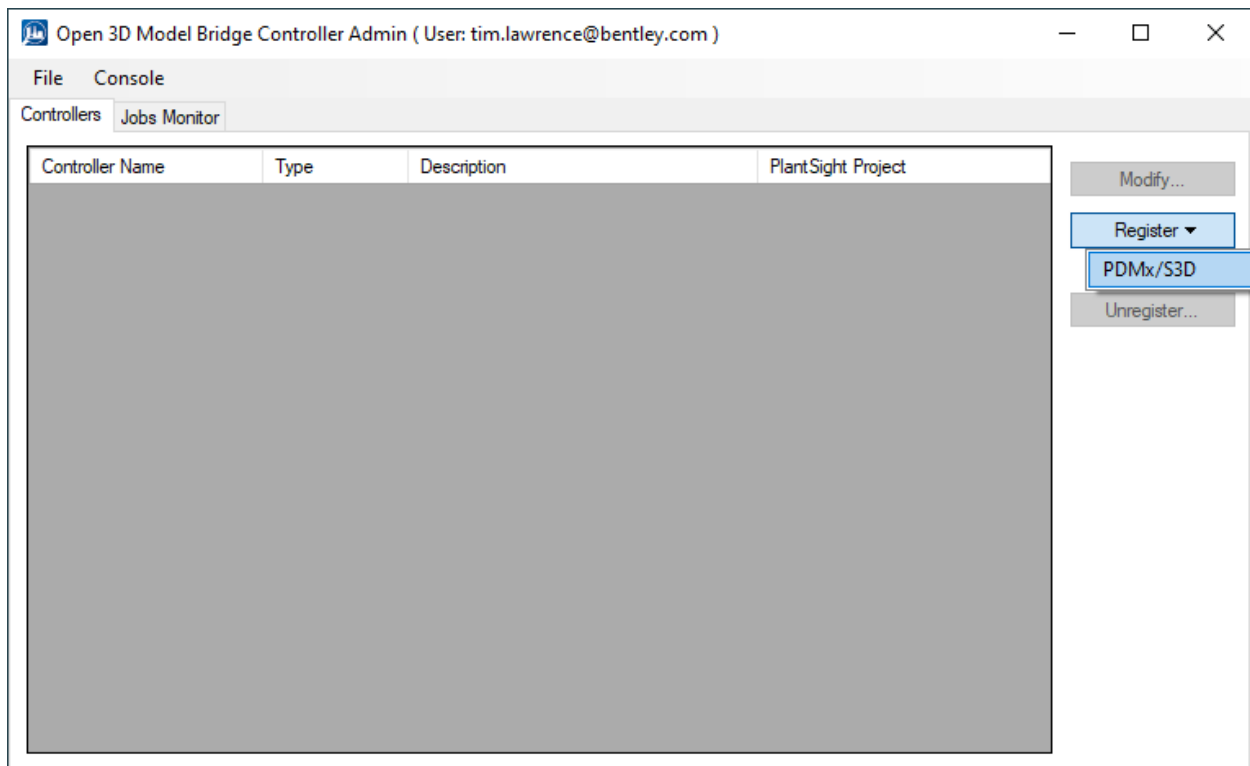 Open 3D Model Bridge Controller Admin ( User: tim.lawrence@bentley.com )
File Console
Controllers Jobs Monitor
Controller Name Type Description PlantSight Project
Modify...
Register
PDMx/S3D
Unregister...